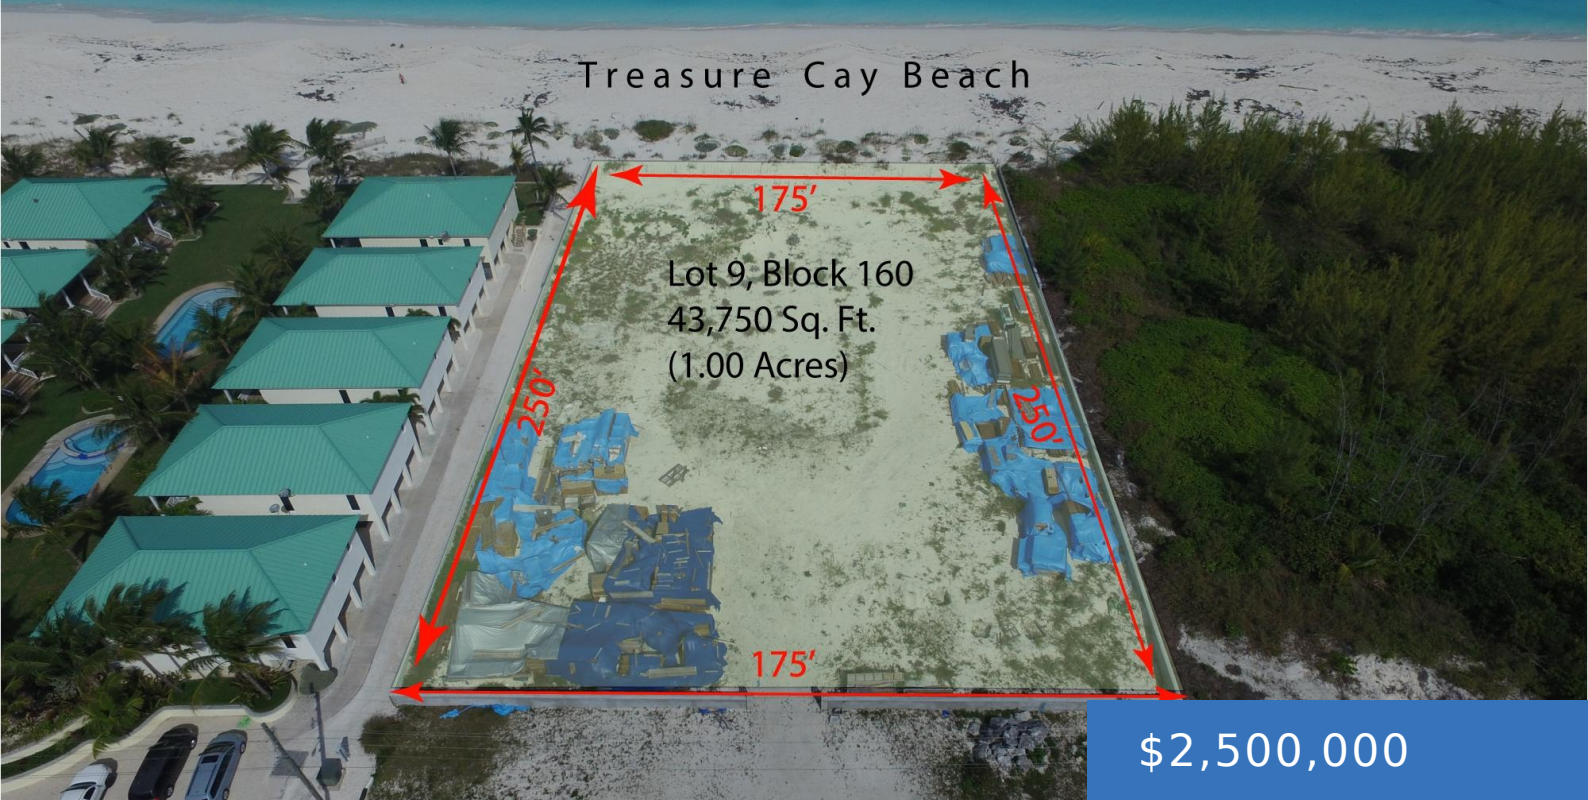 Treasure Cay Beach
175’
Lot 9, Block 160
43,750 Sq. Ft.
(1.00 Acres)
250’
250’
175’
$2,500,000